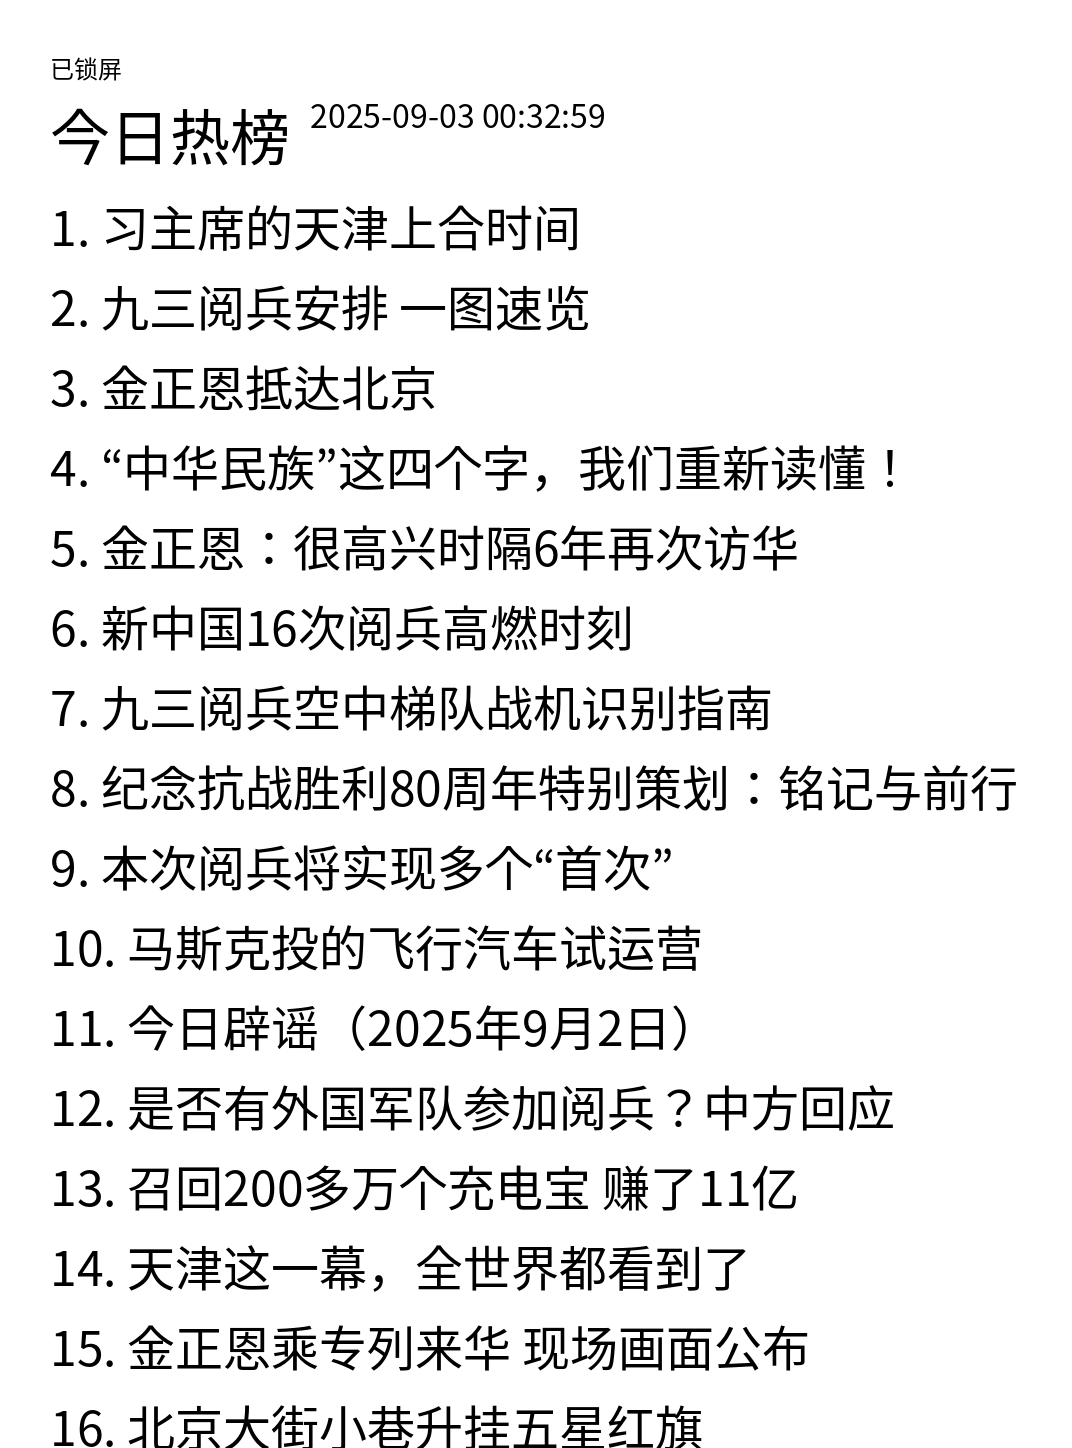 已锁屏
今日热榜 2025-09-03 00:32:59
1. 习主席的天津上合时间
2. 九三阅兵安排 一图速览
3. 金正恩抵达北京
4. “中华民族”这四个字，我们重新读懂！
5. 金正恩：很高兴时隔6年再次访华
6. 新中国16次阅兵高燃时刻
7. 九三阅兵空中梯队战机识别指南
8. 纪念抗战胜利80周年特别策划：铭记与前行
9. 本次阅兵将实现多个“首次”
10. 马斯克投的飞行汽车试运营
11. 今日辟谣（2025年9月2日）
12. 是否有外国军队参加阅兵？中方回应
13. 召回200多万个充电宝 赚了11亿
14. 天津这一幕，全世界都看到了
15. 金正恩乘专列来华 现场画面公布
16. 北京大街小巷升挂五星红旗